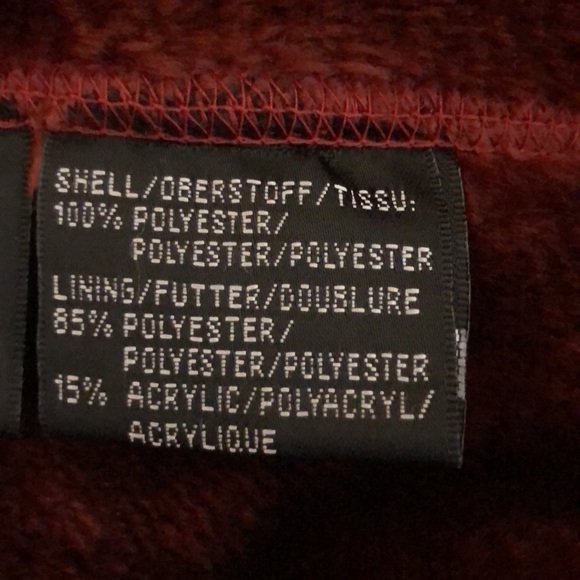 SHELL/OBERSTOFF/TISSU:
100% POLYESTER/
POLYESTER/POLYESTER
LINING/FUTTER/DOUBLURE
85% POLYESTER/
POLYESTER/POLYESTER
15% ACRYLIC/POLYACRYL/
ACRYLIQUE